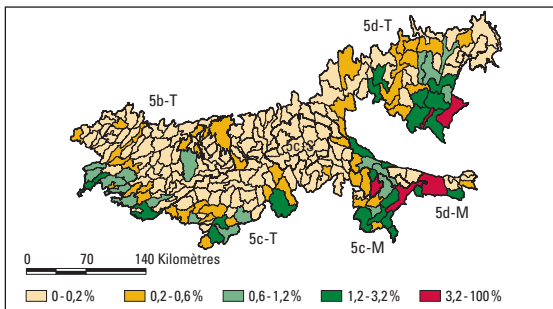 5d-T
5b-T
5c-S
5d-M
5c-M
5c-T
0 70 140 Kilomètres
0-0,2% 0,2-0,6% 0,6-1,2% 1,2-3,2% 3,2-100%